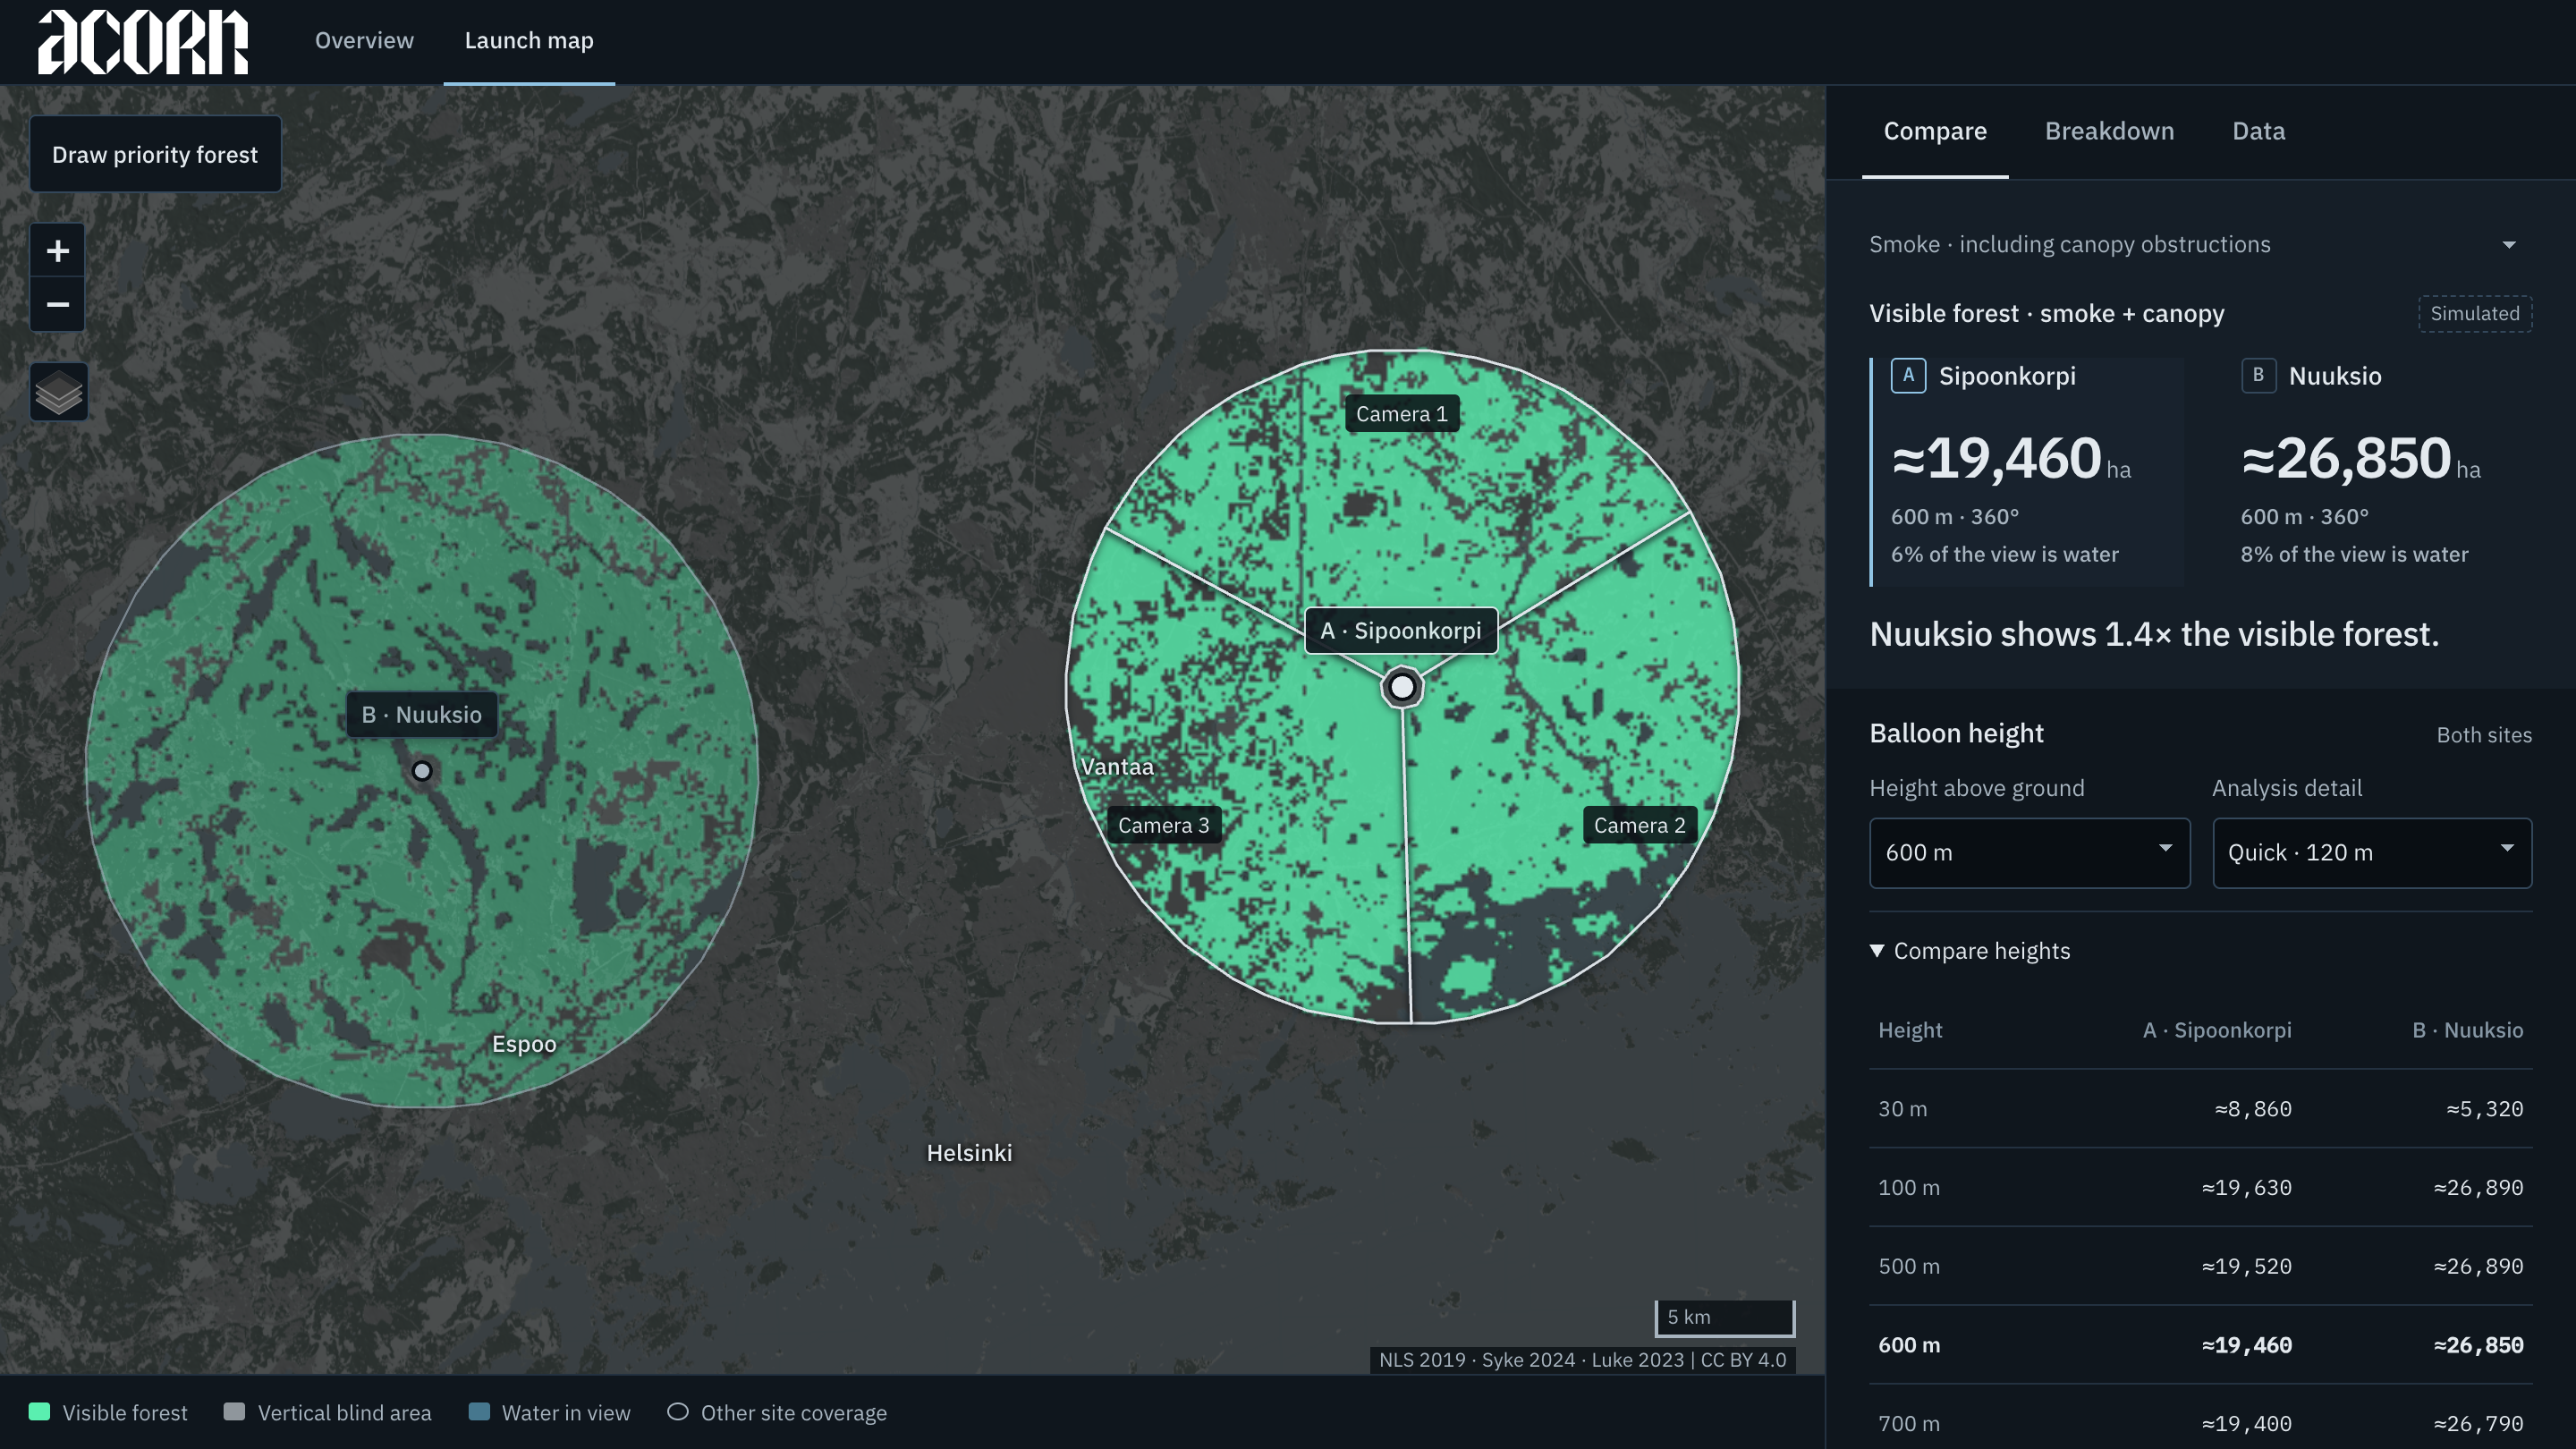 acorn
Overview
Launch map
Draw priority forest
+
−
Camera 1
A · Sipoonkorpi
B · Nuuksio
Vantaa
Camera 3
Camera 2
Espoo
Helsinki
5 km
NLS 2019 · Syke 2024 · Luke 2023 | CC BY 4.0
Visible forest
Vertical blind area
Water in view
Other site coverage
Compare
Breakdown
Data
Smoke · including canopy obstructions
Visible forest · smoke + canopy
Simulated
A Sipoonkorpi
≈19,460 ha
600 m · 360°
6% of the view is water
B Nuuksio
≈26,850 ha
600 m · 360°
8% of the view is water
Nuuksio shows 1.4× the visible forest.
Balloon height
Both sites
Height above ground
Analysis detail
600 m
Quick · 120 m
Compare heights
Height A · Sipoonkorpi B · Nuuksio
30 m ≈8,860 ≈5,320
100 m ≈19,630 ≈26,890
500 m ≈19,520 ≈26,890
600 m ≈19,460 ≈26,850
700 m ≈19,400 ≈26,790